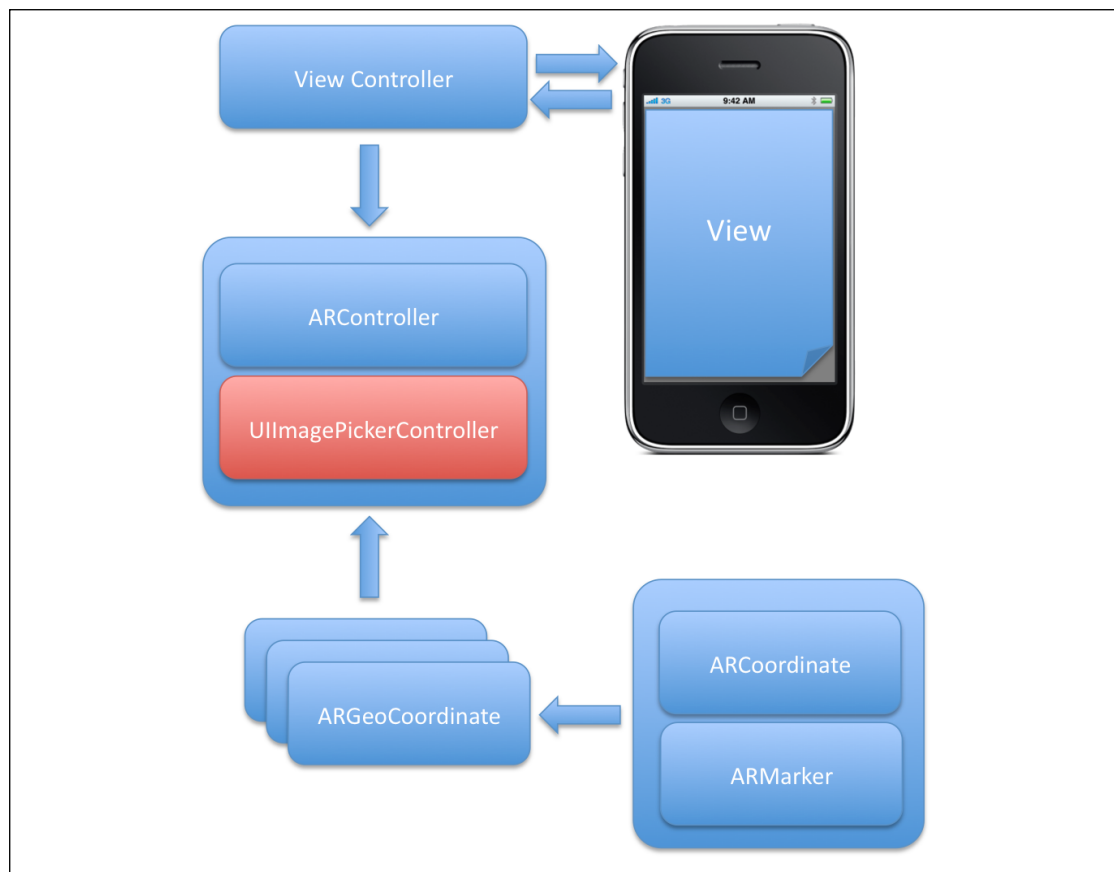 View Controller
3G
9:42 AM
View
ARController
UIImagePickerController
ARCoordinate
ARGeoCoordinate
ARMarker